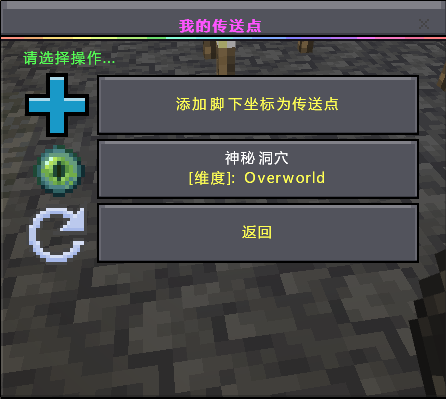 我的传送点
请选择操作...
添加脚下坐标为传送点
神秘洞穴
[维度]: Overworld
返回